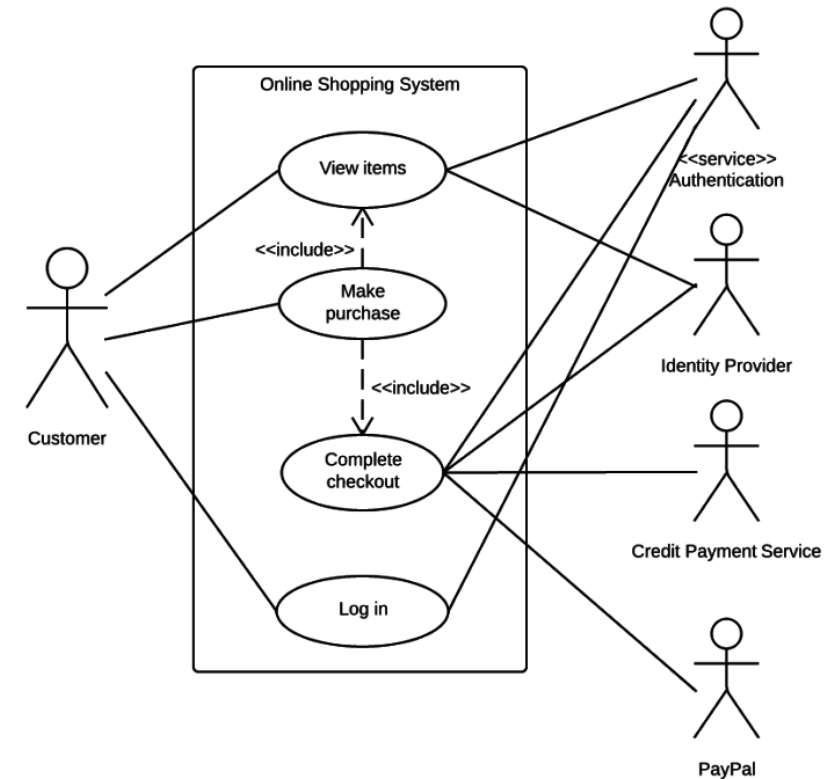 Online Shopping System
View items
<<service>>
Authentication
<<include>>
Make
purchase
Identity Provider
<<include>>
Customer
Complete
checkout
Credit Payment Service
Log in
PayPal